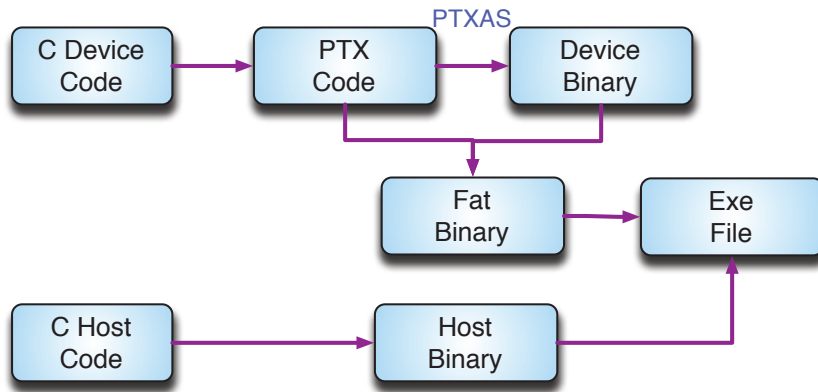 PTXAS
C Device
Code
PTX
Code
Device
Binary
Fat
Binary
Exe
File
C Host
Code
Host
Binary